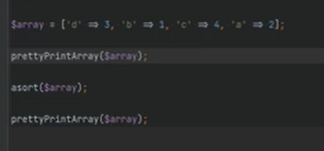 $array = ['d' => 3, 'b' => 1, 'c' => 4, 'a' => 2];
prettyPrintArray($array);
asort($array);
prettyPrintArray($array);